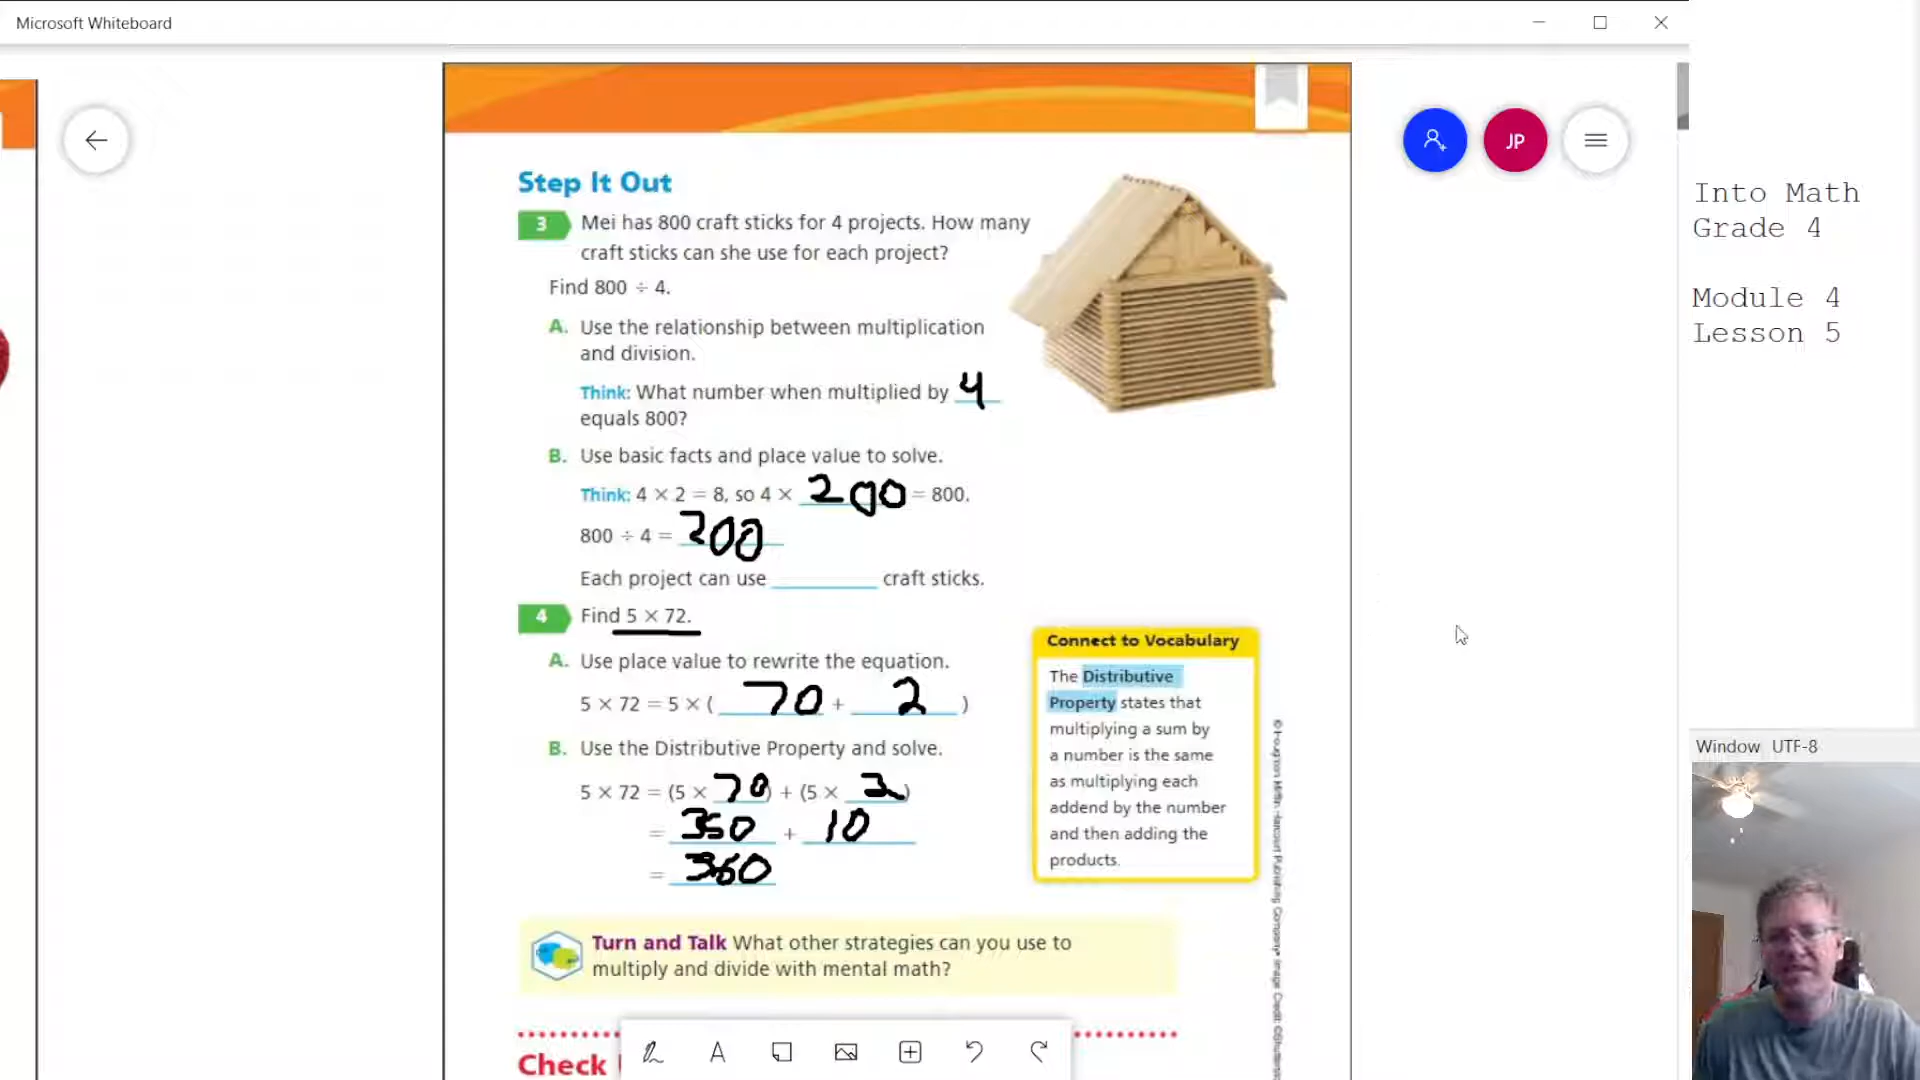 Microsoft Whiteboard
JP
Into Math
Grade 4
Module 4
Lesson 5
Step It Out
3 Mei has 800 craft sticks for 4 projects. How many
craft sticks can she use for each project?
Find 800 ÷ 4.
A. Use the relationship between multiplication
and division.
Think: What number when multiplied by 4
equals 800?
B. Use basic facts and place value to solve.
Think: 4 × 2 = 8, so 4 × 200 = 800.
800 ÷ 4 = 200
Each project can use ________ craft sticks.
4 Find 5 × 72.
A. Use place value to rewrite the equation.
5 × 72 = 5 × ( 70 + 2 )
B. Use the Distributive Property and solve.
5 × 72 = (5 × 70) + (5 × 2)
= 350 + 10
= 360
Connect to Vocabulary
The Distributive
Property states that
multiplying a sum by
a number is the same
as multiplying each
addend by the number
and then adding the
products.
Turn and Talk What other strategies can you use to
multiply and divide with mental math?
Check
© Houghton Mifflin Harcourt Publishing Company • Image Credit:
Window UTF-8